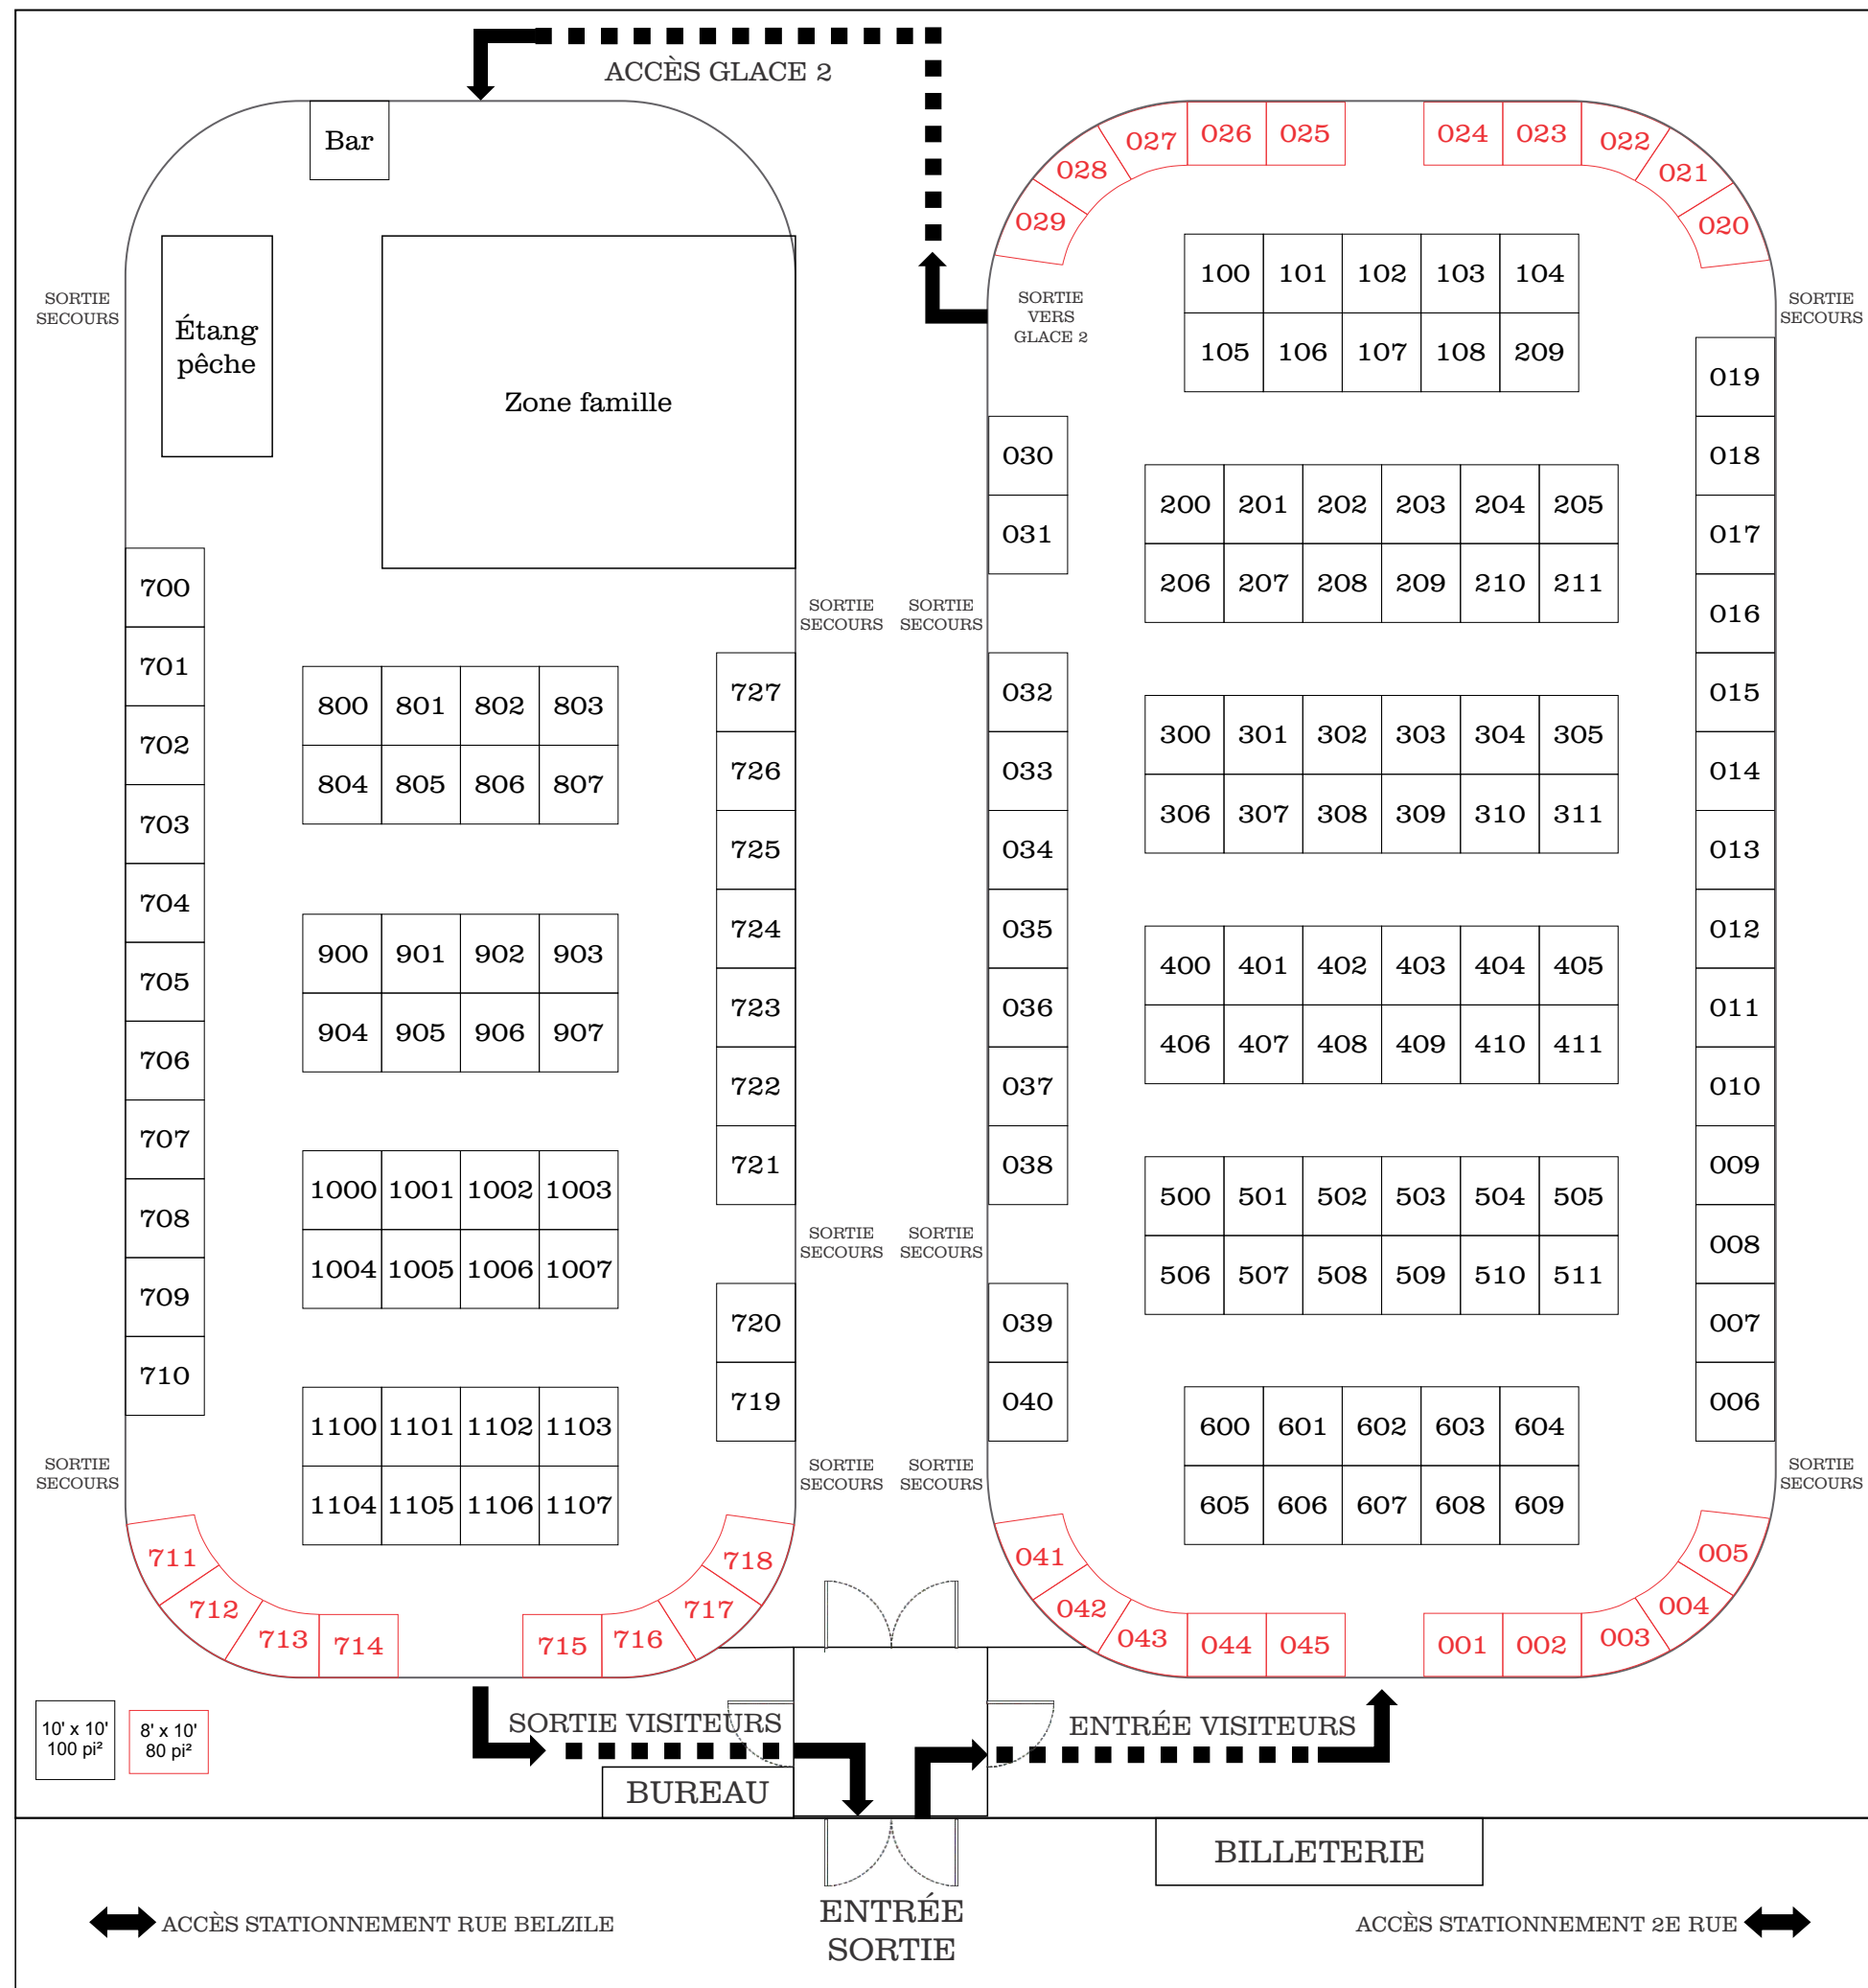 ACCÈS GLACE 2
Bar
Étang
pêche
Zone famille
SORTIE
SECOURS
700
701
702
703
704
705
706
707
708
709
710
SORTIE
SECOURS
800 801 802 803
804 805 806 807
900 901 902 903
904 905 906 907
1000 1001 1002 1003
1004 1005 1006 1007
1100 1101 1102 1103
1104 1105 1106 1107
SORTIE
SECOURS
727
726
725
724
723
722
721
SORTIE
SECOURS
720
719
SORTIE
SECOURS
711
712
713
714
715
716
717
718
027 026 025 024 023 022
028 021
029 020
SORTIE
VERS
GLACE 2
SORTIE
SECOURS
030
031
SORTIE
SECOURS
032
033
034
035
036
037
038
SORTIE
SECOURS
039
040
SORTIE
SECOURS
100 101 102 103 104
105 106 107 108 209
200 201 202 203 204 205
206 207 208 209 210 211
300 301 302 303 304 305
306 307 308 309 310 311
400 401 402 403 404 405
406 407 408 409 410 411
500 501 502 503 504 505
506 507 508 509 510 511
600 601 602 603 604
605 606 607 608 609
019
018
017
016
015
014
013
012
011
010
009
008
007
006
SORTIE
SECOURS
041 005
042 004
043 044 045 001 002 003
10' x 10'
100 pi²
8' x 10'
80 pi²
SORTIE VISITEURS
ENTRÉE VISITEURS
BUREAU
BILLETERIE
ENTRÉE
SORTIE
ACCÈS STATIONNEMENT RUE BELZILE
ACCÈS STATIONNEMENT 2E RUE